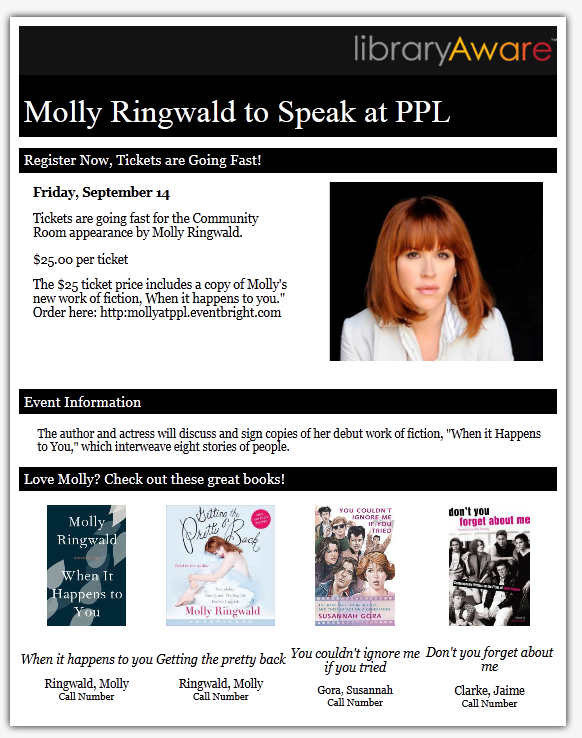 libraryAware™
Molly Ringwald to Speak at PPL
Register Now, Tickets are Going Fast!
Friday, September 14
Tickets are going fast for the Community
Room appearance by Molly Ringwald.
$25.00 per ticket
The $25 ticket price includes a copy of Molly's
new work of fiction, When it happens to you."
Order here: http:mollyatppl.eventbright.com
Event Information
The author and actress will discuss and sign copies of her debut work of fiction, "When it Happens
to You," which interweave eight stories of people.
Love Molly? Check out these great books!
Molly
Ringwald
When It
Happens to
You
Getting the
Pretty Back
Molly Ringwald
YOU COULDN'T
IGNORE ME
IF YOU
TRIED
SUSANNAH GORA
don't you
forget about me
When it happens to you
Ringwald, Molly
Call Number
Getting the pretty back
Ringwald, Molly
Call Number
You couldn't ignore me
if you tried
Gora, Susannah
Call Number
Don't you forget about
me
Clarke, Jaime
Call Number